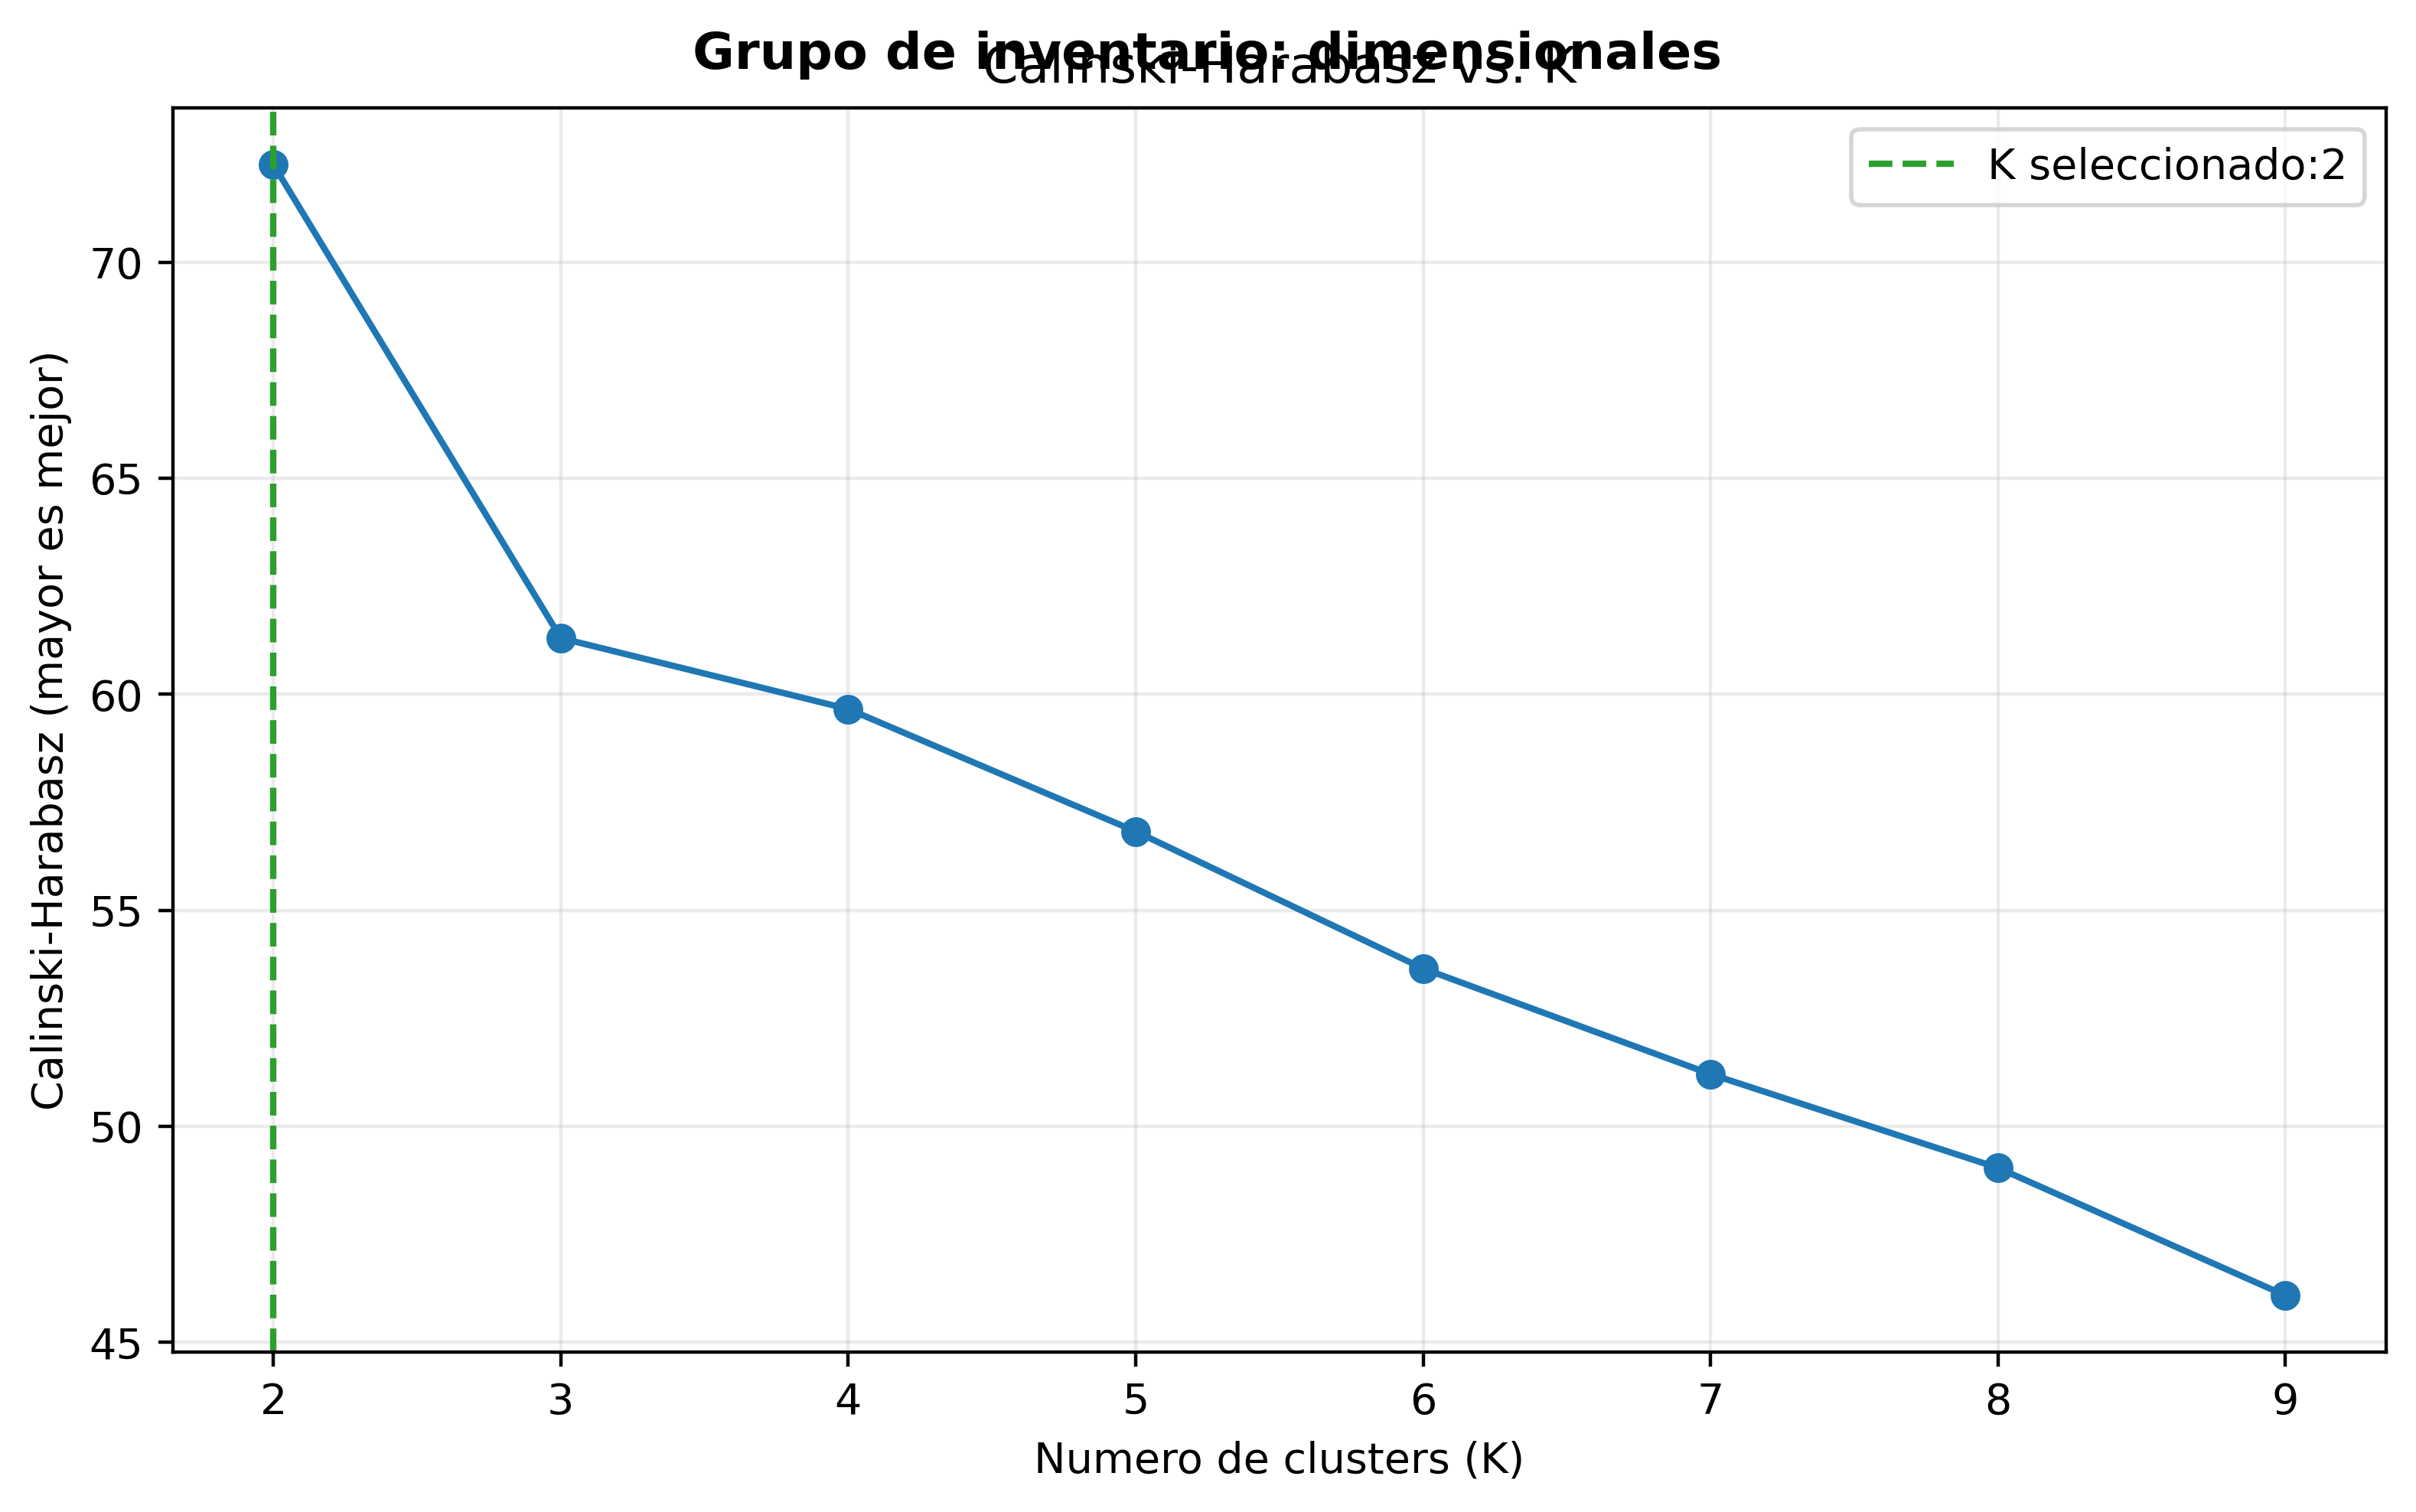 Grupo de inventario: dimensionales
Calinski-Harabasz vs. K
K seleccionado:2
Calinski-Harabasz (mayor es mejor)
70
65
60
55
50
45
2 3 4 5 6 7 8 9
Numero de clusters (K)